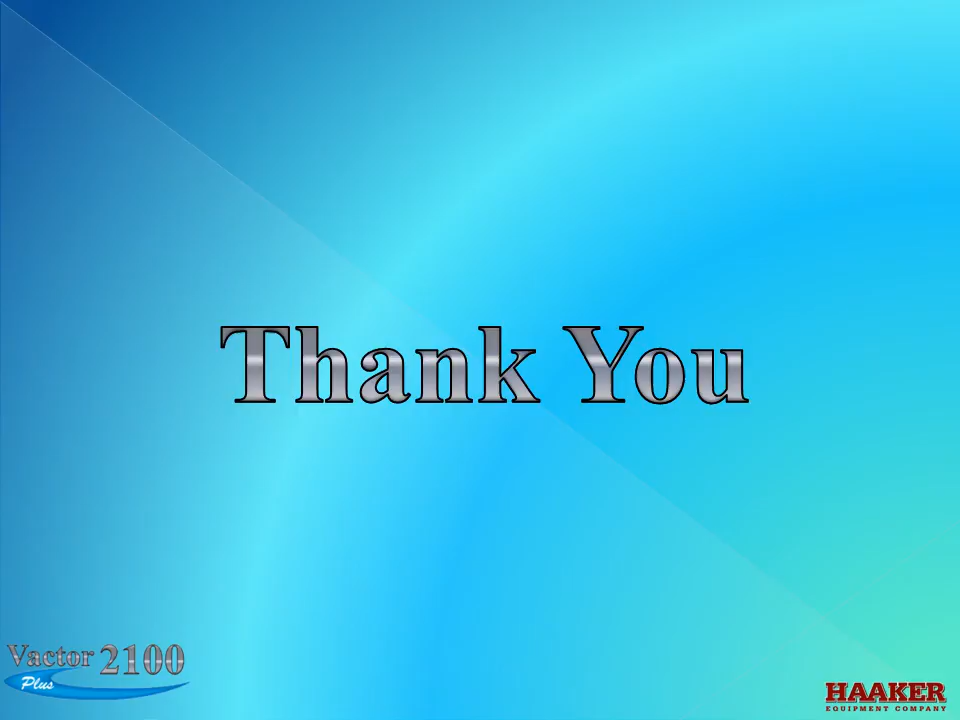 Thank You
Vactor 2100
Plus
HAAKER
EQUIPMENT COMPANY